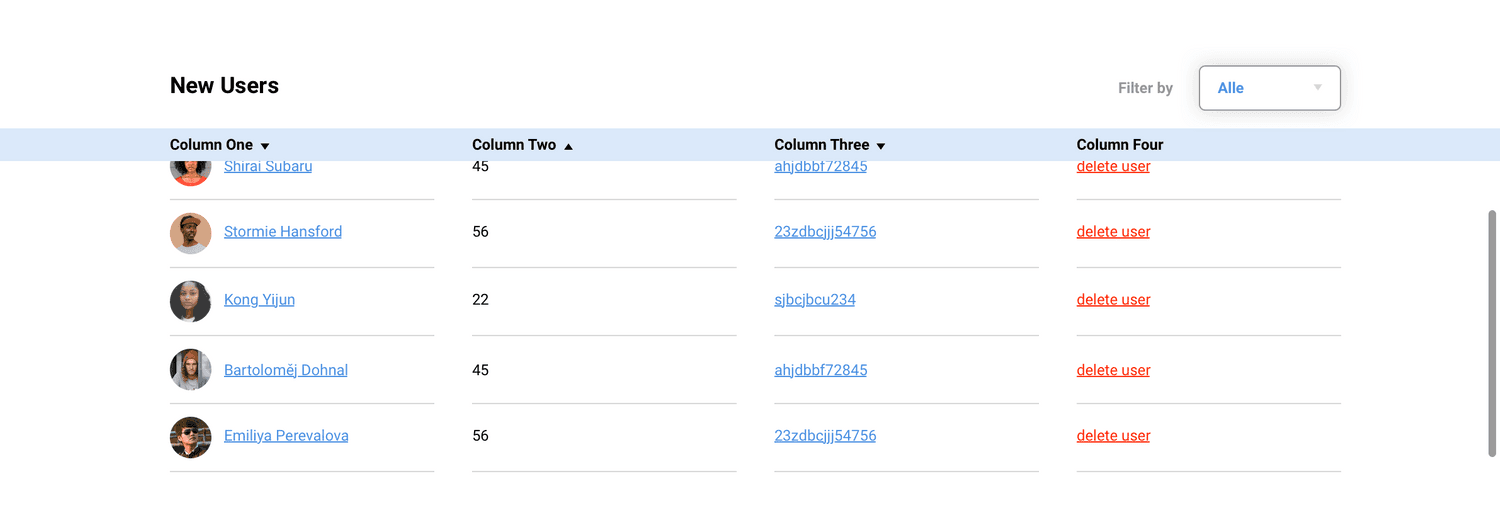 New Users
Filter by Alle
Column One Column Two Column Three Column Four
Shirai Subaru 45 ahjdbbf72845 delete user
Stormie Hansford 56 23zdbcjjj54756 delete user
Kong Yijun 22 sjbcjbcu234 delete user
Bartoloměj Dohnal 45 ahjdbbf72845 delete user
Emiliya Perevalova 56 23zdbcjjj54756 delete user